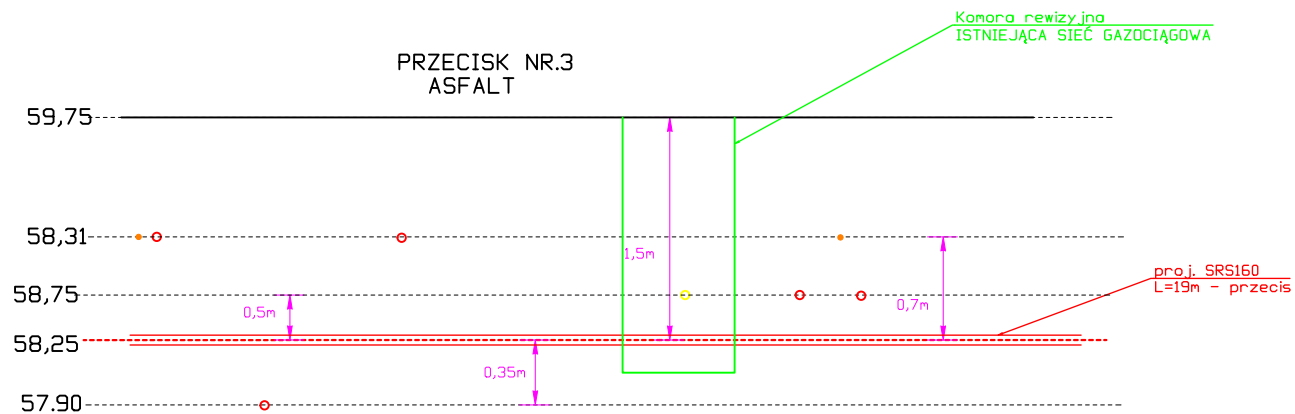 Komora rewizyjna
ISTNIEJĄCA SIEĆ GAZOCIĄGOWA
PRZECISK NR.3
ASFALT
59,75
58,31
1,5m
proj. SRS160
L=19m - przecis
58,75
0,5m
0,7m
58,25
0,35m
57.90